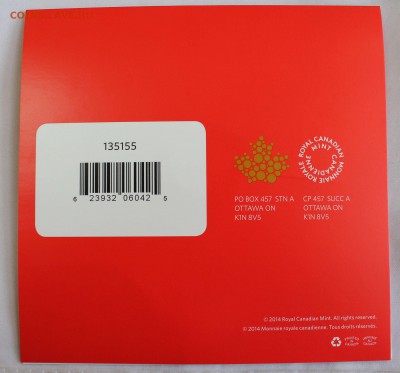 135155
6 23932 06042 5
ROYAL CANADIAN MINT
MONNAIE ROYALE CANADIENNE
PO BOX 457 STN A
OTTAWA ON
K1N 8V5
CP 457 SUCC A
OTTAWA ON
K1N 8V5
© 2014 Royal Canadian Mint. All rights reserved.
© 2014 Monnaie royale canadienne. Tous droits réservés.